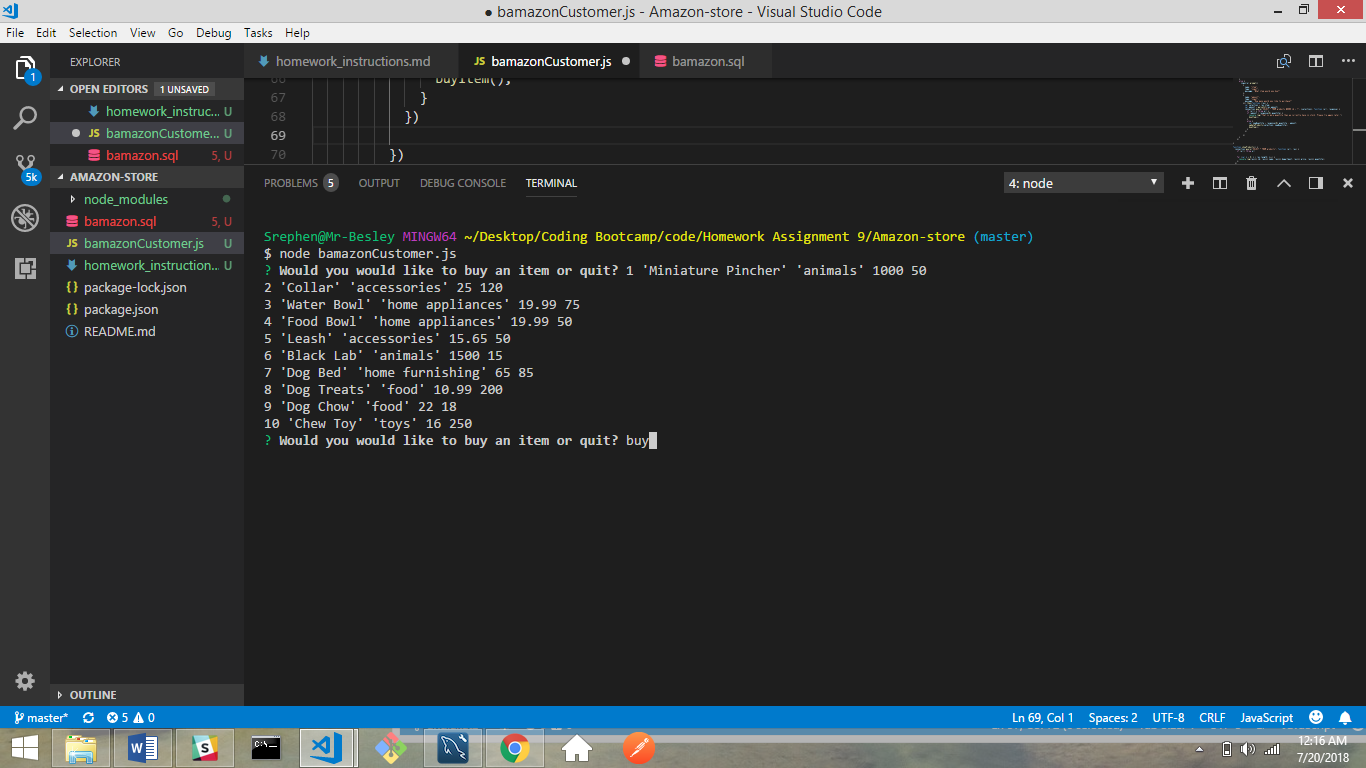 ● bamazonCustomer.js - Amazon-store - Visual Studio Code
File Edit Selection View Go Debug Tasks Help
1
5k
EXPLORER
OPEN EDITORS 1 UNSAVED
homework_instruc... U
● JS bamazonCustome... U
bamazon.sql 5, U
AMAZON-STORE
node_modules
bamazon.sql 5, U
JS bamazonCustomer.js U
homework_instruction... U
{} package-lock.json
{} package.json
README.md
OUTLINE
homework_instructions.md JS bamazonCustomer.js ● bamazon.sql
66 buyItem();
67 }
68 })
69
70 })
PROBLEMS 5 OUTPUT DEBUG CONSOLE TERMINAL 4: node
Srephen@Mr-Besley MINGW64 ~/Desktop/Coding Bootcamp/code/Homework Assignment 9/Amazon-store (master)
$ node bamazonCustomer.js
? Would you would like to buy an item or quit? 1 'Miniature Pincher' 'animals' 1000 50
2 'Collar' 'accessories' 25 120
3 'Water Bowl' 'home appliances' 19.99 75
4 'Food Bowl' 'home appliances' 19.99 50
5 'Leash' 'accessories' 15.65 50
6 'Black Lab' 'animals' 1500 15
7 'Dog Bed' 'home furnishing' 65 85
8 'Dog Treats' 'food' 10.99 200
9 'Dog Chow' 'food' 22 18
10 'Chew Toy' 'toys' 16 250
? Would you would like to buy an item or quit? buy
master* 5 0 Ln 69, Col 1 Spaces: 2 UTF-8 CRLF JavaScript
12:16 AM
7/20/2018